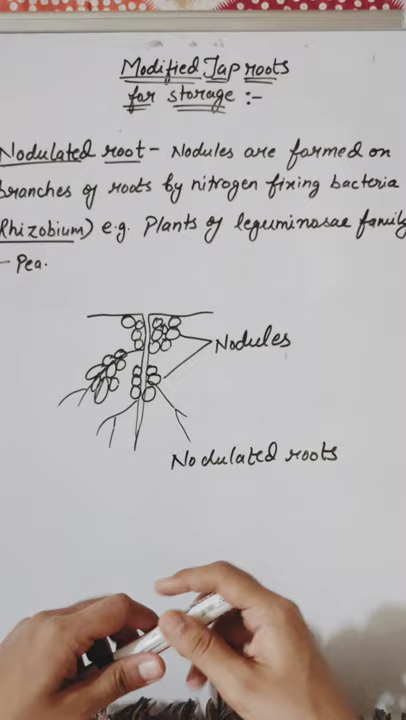 Modified Tap roots
for storage :-
Nodulated root - Nodules are formed on
branches of roots by nitrogen fixing bacteria
Rhizobium) e.g. Plants of leguminosae family
- Pea.
Nodules
Nodulated roots